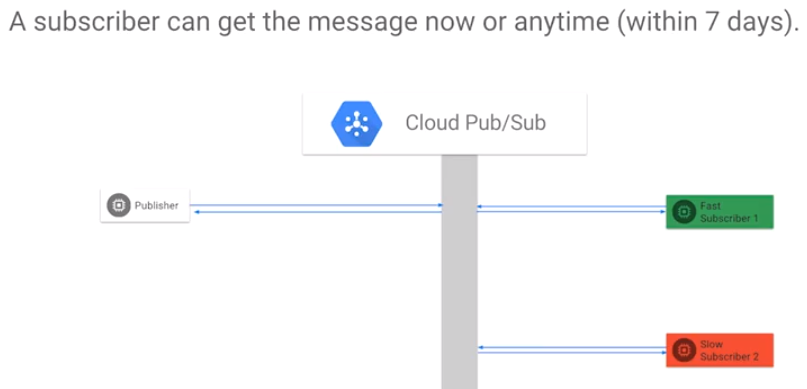 A subscriber can get the message now or anytime (within 7 days).
Cloud Pub/Sub
Publisher
Fast
Subscriber 1
Slow
Subscriber 2